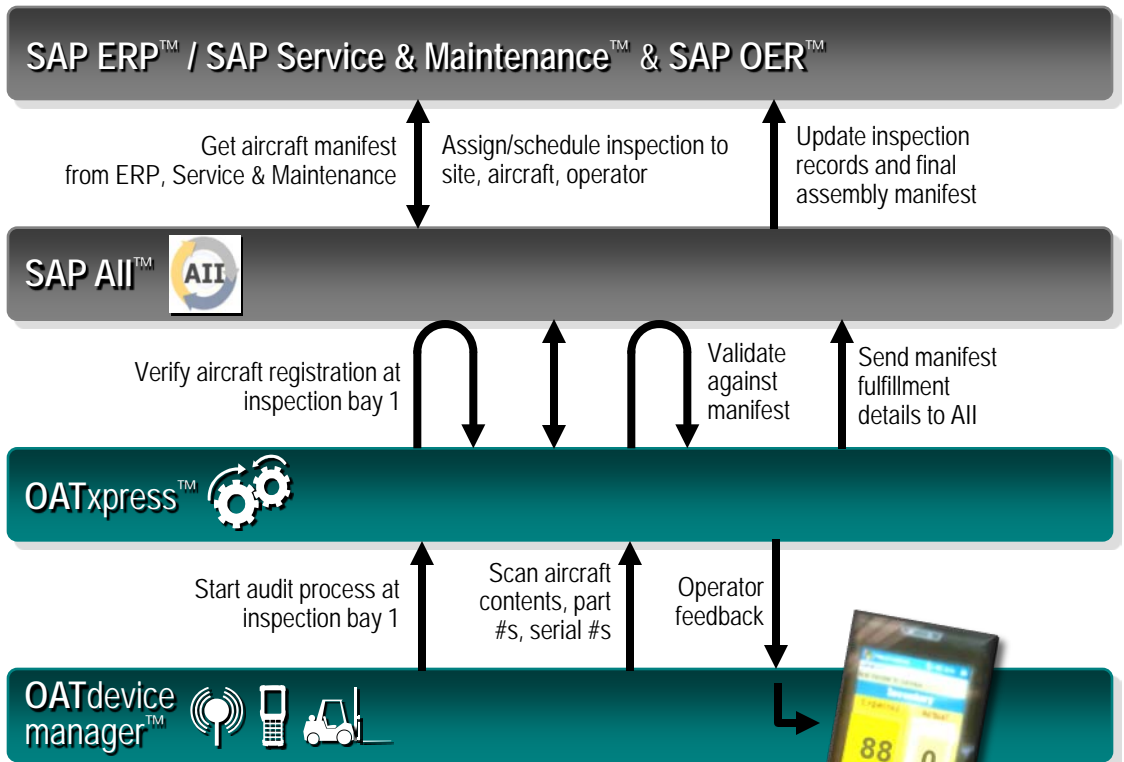 SAP ERP™ / SAP Service & Maintenance™ & SAP OER™
Get aircraft manifest
from ERP, Service & Maintenance
Assign/schedule inspection to
site, aircraft, operator
Update inspection
records and final
assembly manifest
SAP AII™
AII
Verify aircraft registration at
inspection bay 1
Validate
against
manifest
Send manifest
fulfillment
details to AII
OATxpress™
Start audit process at
inspection bay 1
Scan aircraft
contents, part
#s, serial #s
Operator
feedback
OATdevice
manager™
Inventory
Expected
Actual
88
0